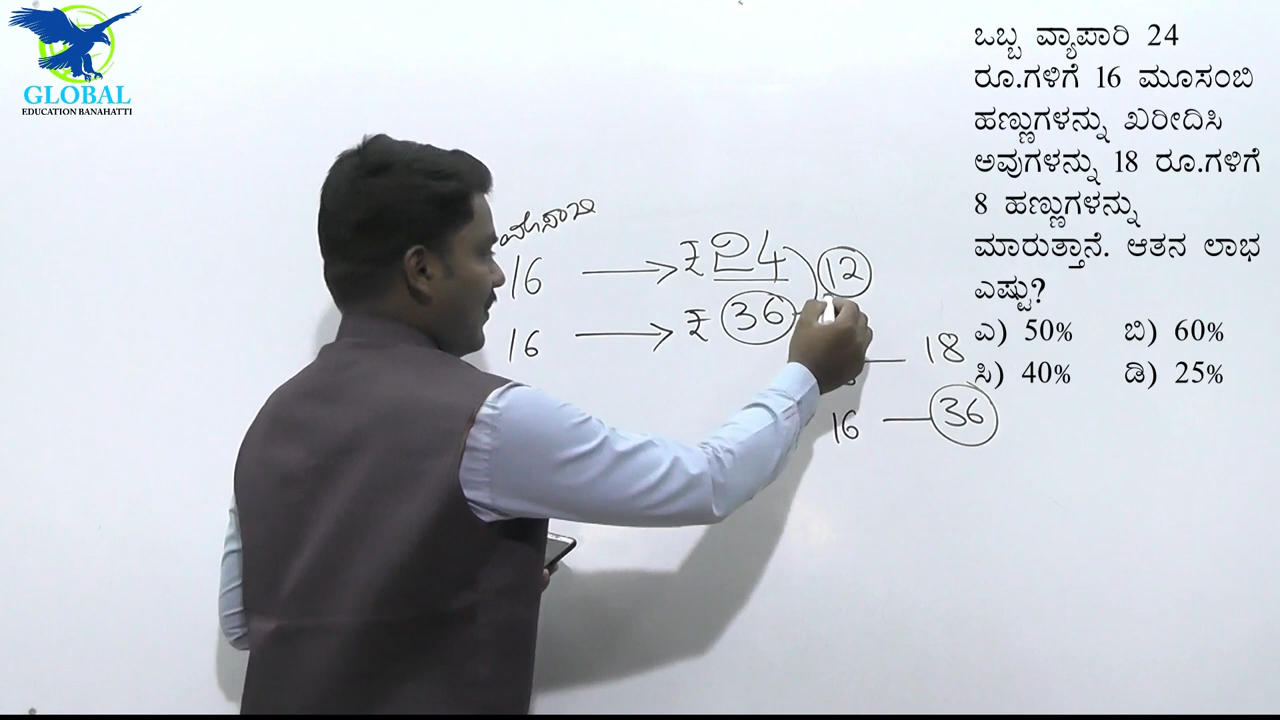 GLOBAL
EDUCATION BANAHATTI
ಒಬ್ಬ ವ್ಯಾಪಾರಿ 24
ರೂ.ಗಳಿಗೆ 16 ಮೂಸಂಬಿ
ಹಣ್ಣುಗಳನ್ನು ಖರೀದಿಸಿ
ಅವುಗಳನ್ನು 18 ರೂ.ಗಳಿಗೆ
8 ಹಣ್ಣುಗಳನ್ನು
ಮಾರುತ್ತಾನೆ. ಆತನ ಲಾಭ
ಎಷ್ಟು?
ಎ) 50% ಬಿ) 60%
ಸಿ) 40% ಡಿ) 25%
16 → ₹ 24 12
16 → ₹ 36
18
16 — 36